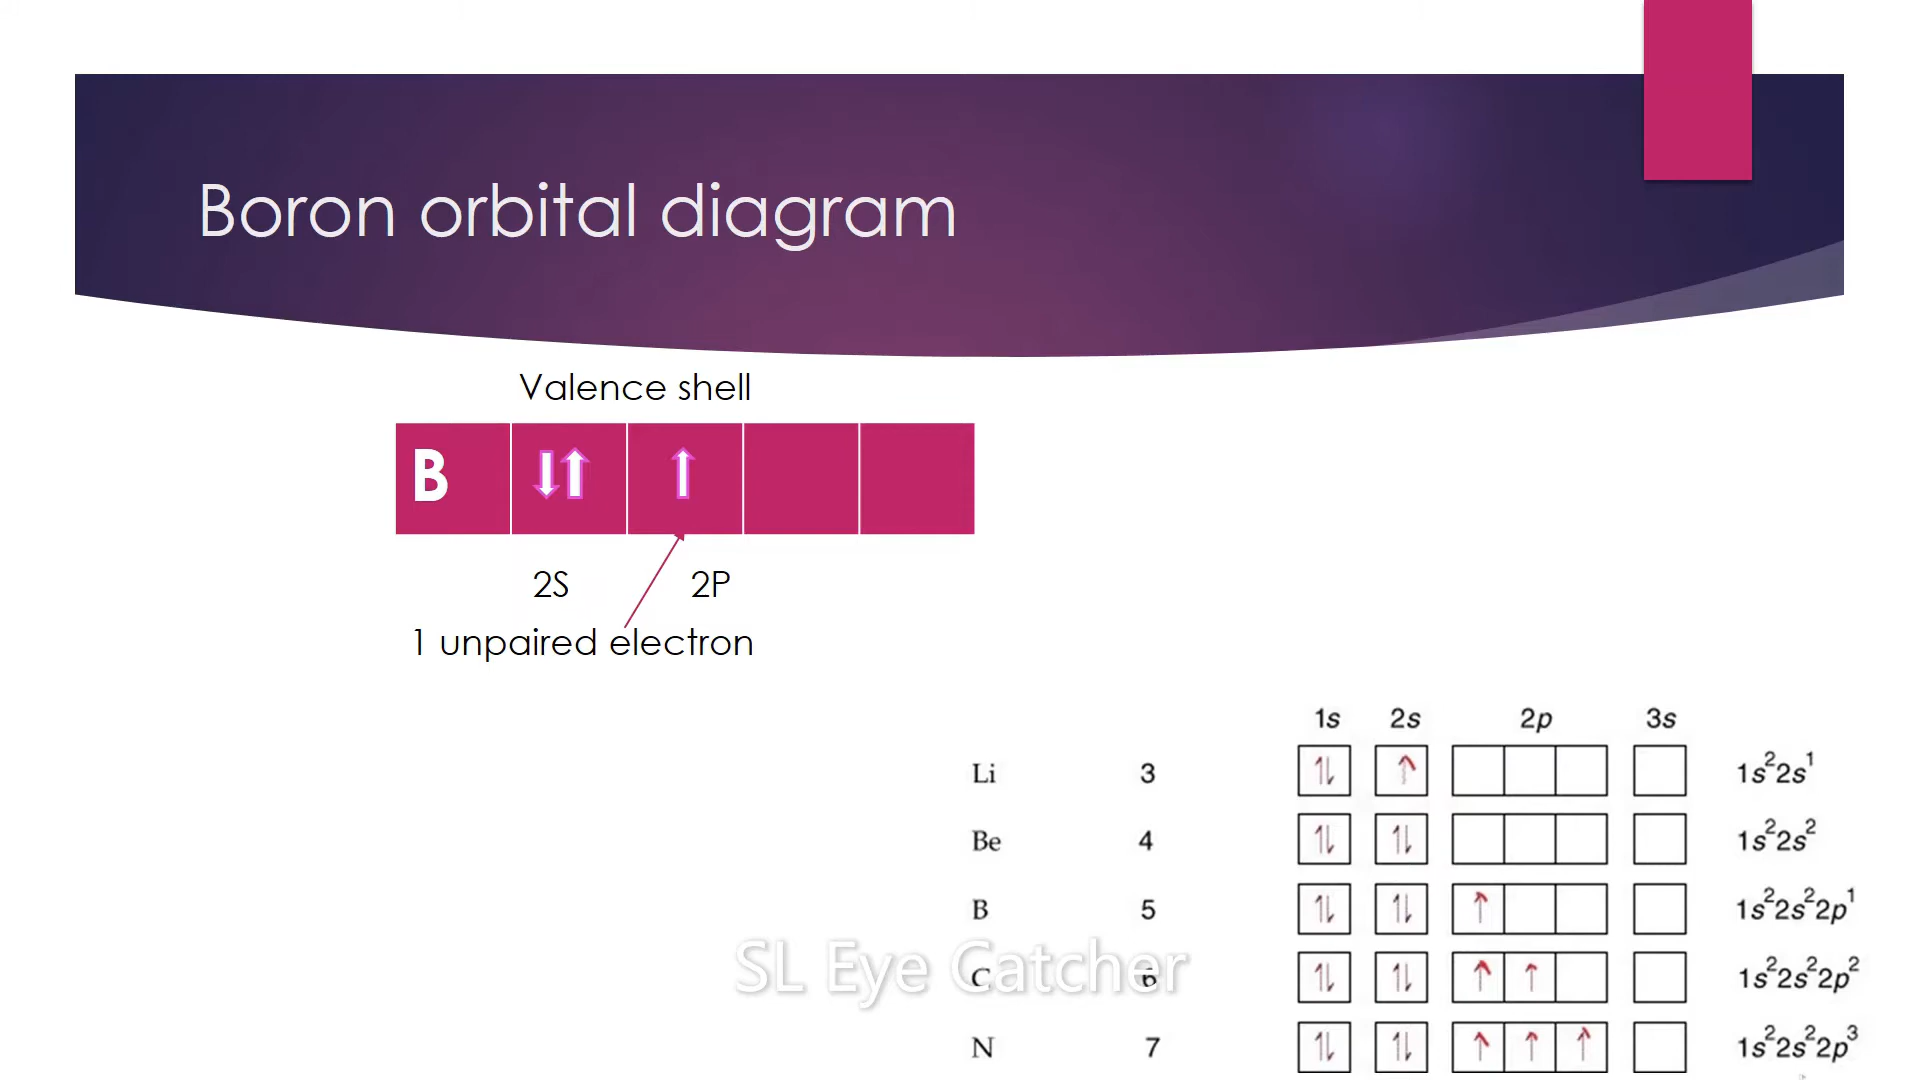 Boron orbital diagram
Valence shell
B
2S 2P
1 unpaired electron
1s 2s 2p 3s
Li 3 1s²2s¹
Be 4 1s²2s²
B 5 1s²2s²2p¹
C 6 1s²2s²2p²
N 7 1s²2s²2p³
SL Eye Catcher